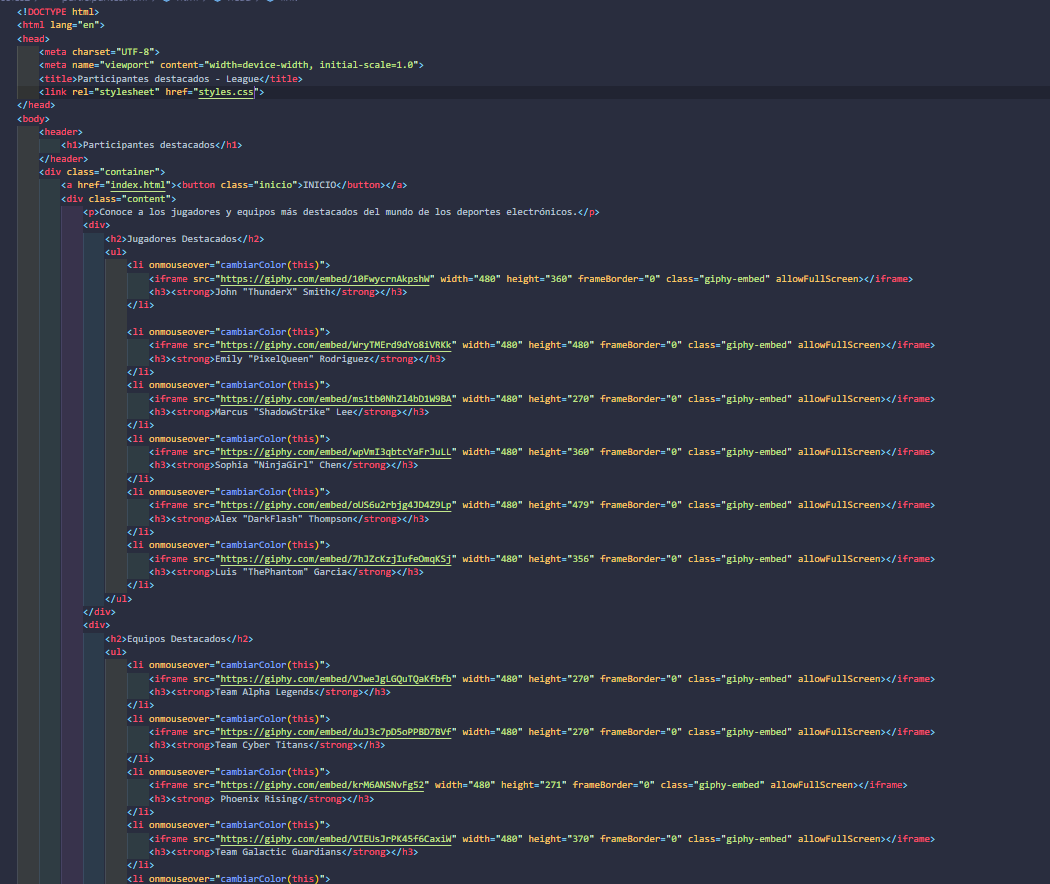 <!DOCTYPE html>
<html lang="en">
<head>
<meta charset="UTF-8">
<meta name="viewport" content="width=device-width, initial-scale=1.0">
<title>Participantes destacados - League</title>
<link rel="stylesheet" href="styles.css">
</head>
<body>
<header>
<h1>Participantes destacados</h1>
</header>
<div class="container">
<a href="index.html"><button class="inicio">INICIO</button></a>
<div class="content">
<p>Conoce a los jugadores y equipos más destacados del mundo de los deportes electrónicos.</p>
<div>
<h2>Jugadores Destacados</h2>
<ul>
<li onmouseover="cambiarColor(this)">
<iframe src="https://giphy.com/embed/10FwycrnAkpshW" width="480" height="360" frameBorder="0" class="giphy-embed" allowFullScreen></iframe>
<h3><strong>John "ThunderX" Smith</strong></h3>
</li>
<li onmouseover="cambiarColor(this)">
<iframe src="https://giphy.com/embed/WryTMErd9dYo8iVRKk" width="480" height="480" frameBorder="0" class="giphy-embed" allowFullScreen></iframe>
<h3><strong>Emily "PixelQueen" Rodriguez</strong></h3>
</li>
<li onmouseover="cambiarColor(this)">
<iframe src="https://giphy.com/embed/ms1tb0NhZl4bD1W9BA" width="480" height="270" frameBorder="0" class="giphy-embed" allowFullScreen></iframe>
<h3><strong>Marcus "ShadowStrike" Lee</strong></h3>
</li>
<li onmouseover="cambiarColor(this)">
<iframe src="https://giphy.com/embed/wpVmI3qbtcYaFrJuLL" width="480" height="360" frameBorder="0" class="giphy-embed" allowFullScreen></iframe>
<h3><strong>Sophia "NinjaGirl" Chen</strong></h3>
</li>
<li onmouseover="cambiarColor(this)">
<iframe src="https://giphy.com/embed/oUS6u2rbjg4JD4Z9Lp" width="480" height="479" frameBorder="0" class="giphy-embed" allowFullScreen></iframe>
<h3><strong>Alex "DarkFlash" Thompson</strong></h3>
</li>
<li onmouseover="cambiarColor(this)">
<iframe src="https://giphy.com/embed/7hJZcKzjIufeOmqKSj" width="480" height="356" frameBorder="0" class="giphy-embed" allowFullScreen></iframe>
<h3><strong>Luis "ThePhantom" Garcia</strong></h3>
</li>
</ul>
</div>
<div>
<h2>Equipos Destacados</h2>
<ul>
<li onmouseover="cambiarColor(this)">
<iframe src="https://giphy.com/embed/VJweJgLGQuTQaKfbfb" width="480" height="270" frameBorder="0" class="giphy-embed" allowFullScreen></iframe>
<h3><strong>Team Alpha Legends</strong></h3>
</li>
<li onmouseover="cambiarColor(this)">
<iframe src="https://giphy.com/embed/duJ3c7pD5oPPBD7BVf" width="480" height="270" frameBorder="0" class="giphy-embed" allowFullScreen></iframe>
<h3><strong>Team Cyber Titans</strong></h3>
</li>
<li onmouseover="cambiarColor(this)">
<iframe src="https://giphy.com/embed/krM6ANSNvFg52" width="480" height="271" frameBorder="0" class="giphy-embed" allowFullScreen></iframe>
<h3><strong> Phoenix Rising</strong></h3>
</li>
<li onmouseover="cambiarColor(this)">
<iframe src="https://giphy.com/embed/VIEUsJrPK45f6CaxiW" width="480" height="370" frameBorder="0" class="giphy-embed" allowFullScreen></iframe>
<h3><strong>Team Galactic Guardians</strong></h3>
</li>
<li onmouseover="cambiarColor(this)">